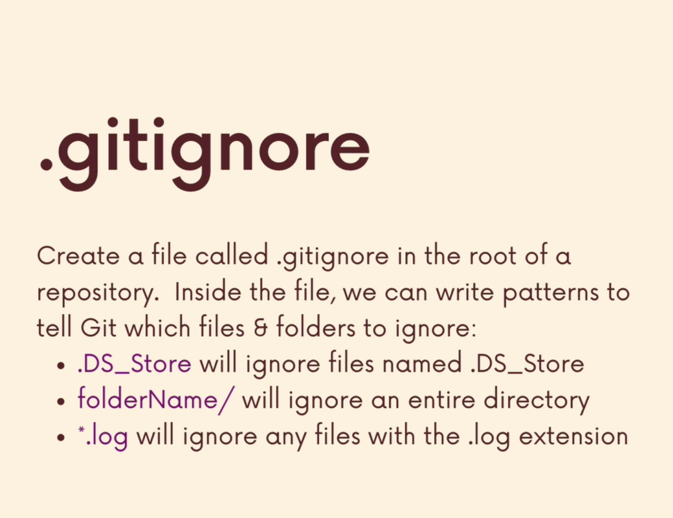 .gitignore
Create a file called .gitignore in the root of a
repository.  Inside the file, we can write patterns to
tell Git which files & folders to ignore:
• .DS_Store will ignore files named .DS_Store
• folderName/ will ignore an entire directory
• *.log will ignore any files with the .log extension